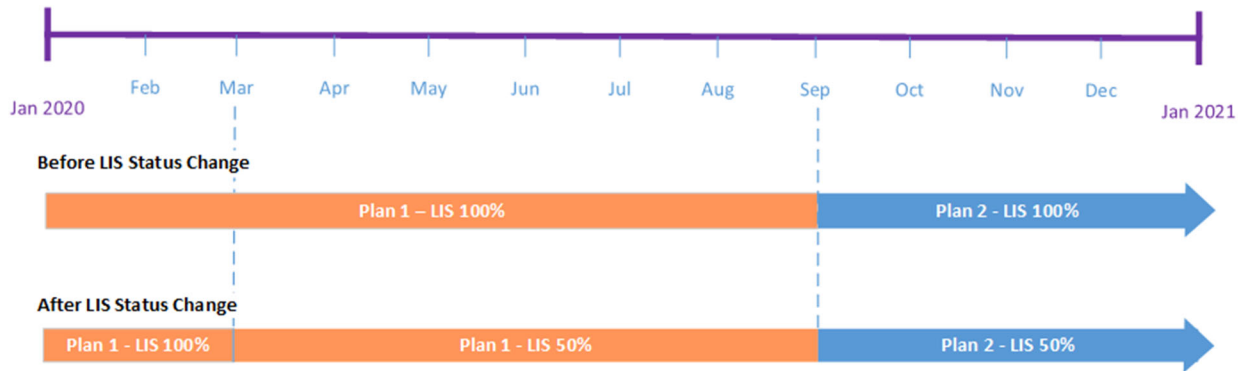 Feb Mar Apr May Jun Jul Aug Sep Oct Nov Dec
Jan 2020 Jan 2021
Before LIS Status Change
Plan 1 – LIS 100% Plan 2 - LIS 100%
After LIS Status Change
Plan 1 - LIS 100% Plan 1 - LIS 50% Plan 2 - LIS 50%